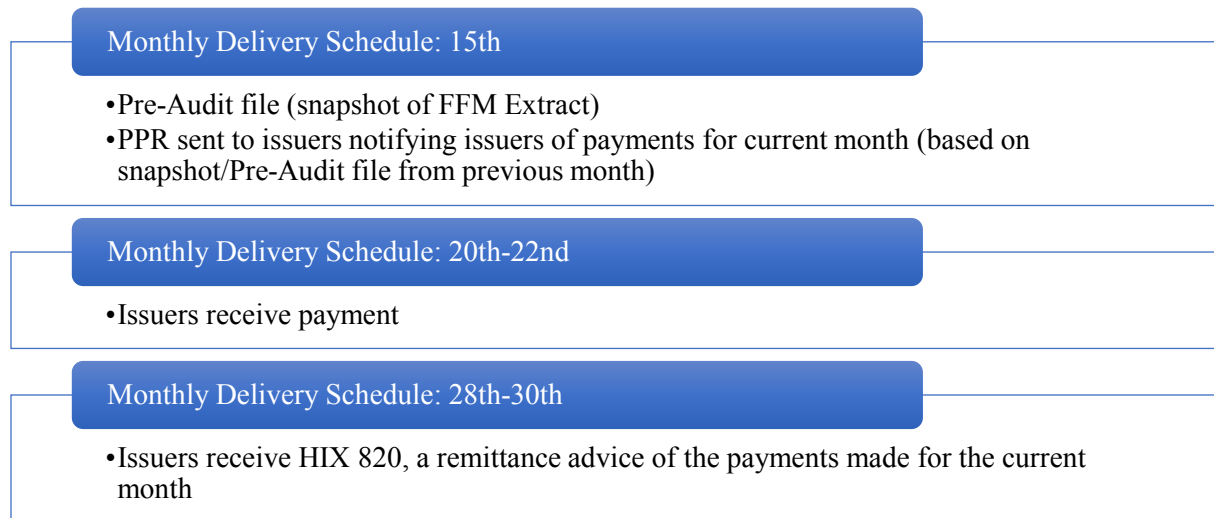 Monthly Delivery Schedule: 15th
•Pre-Audit file (snapshot of FFM Extract)
•PPR sent to issuers notifying issuers of payments for current month (based on
snapshot/Pre-Audit file from previous month)
Monthly Delivery Schedule: 20th-22nd
•Issuers receive payment
Monthly Delivery Schedule: 28th-30th
•Issuers receive HIX 820, a remittance advice of the payments made for the current
month